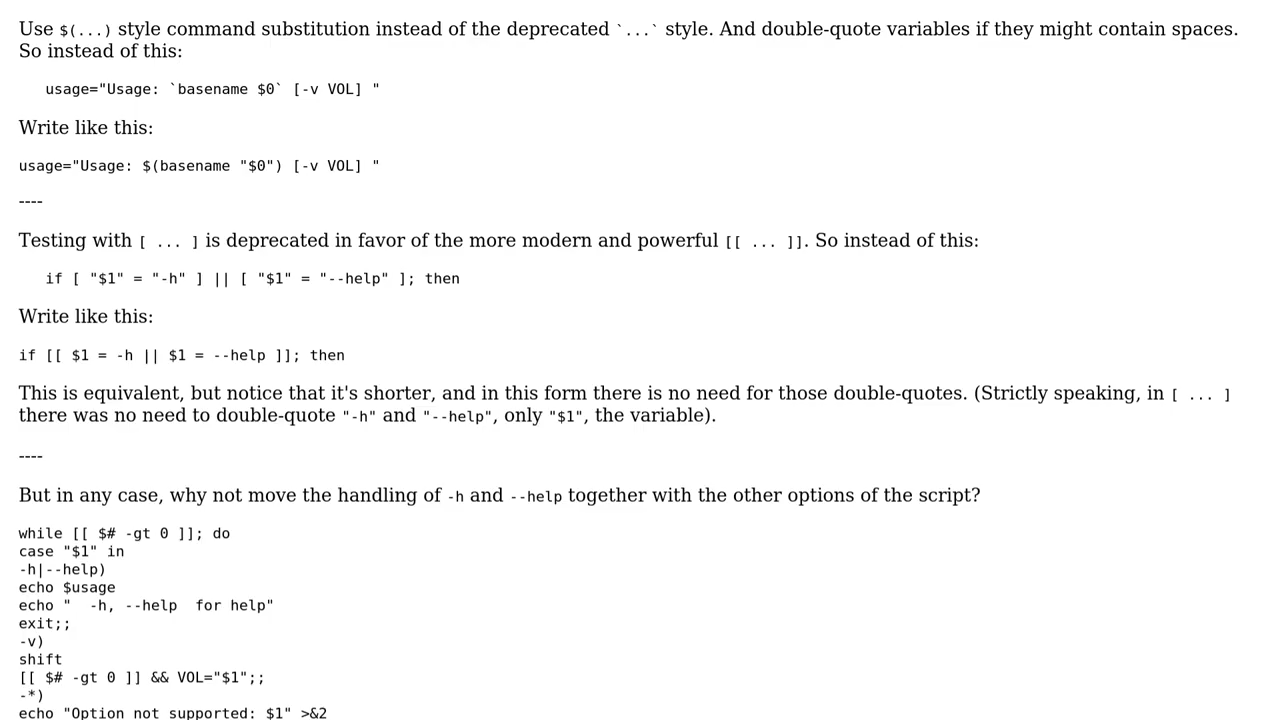 Use $(...) style command substitution instead of the deprecated `...` style. And double-quote variables if they might contain spaces.
So instead of this:
usage="Usage: `basename $0` [-v VOL] "
Write like this:
usage="Usage: $(basename "$0") [-v VOL] "
----
Testing with [ ... ] is deprecated in favor of the more modern and powerful [[ ... ]]. So instead of this:
if [ "$1" = "-h" ] || [ "$1" = "--help" ]; then
Write like this:
if [[ $1 = -h || $1 = --help ]]; then
This is equivalent, but notice that it's shorter, and in this form there is no need for those double-quotes. (Strictly speaking, in [ ... ]
there was no need to double-quote "-h" and "--help", only "$1", the variable).
----
But in any case, why not move the handling of -h and --help together with the other options of the script?
while [[ $# -gt 0 ]]; do
case "$1" in
-h|--help)
echo $usage
echo "  -h, --help  for help"
exit;;
-v)
shift
[[ $# -gt 0 ]] && VOL="$1";;
-*)
echo "Option not supported: $1" >&2